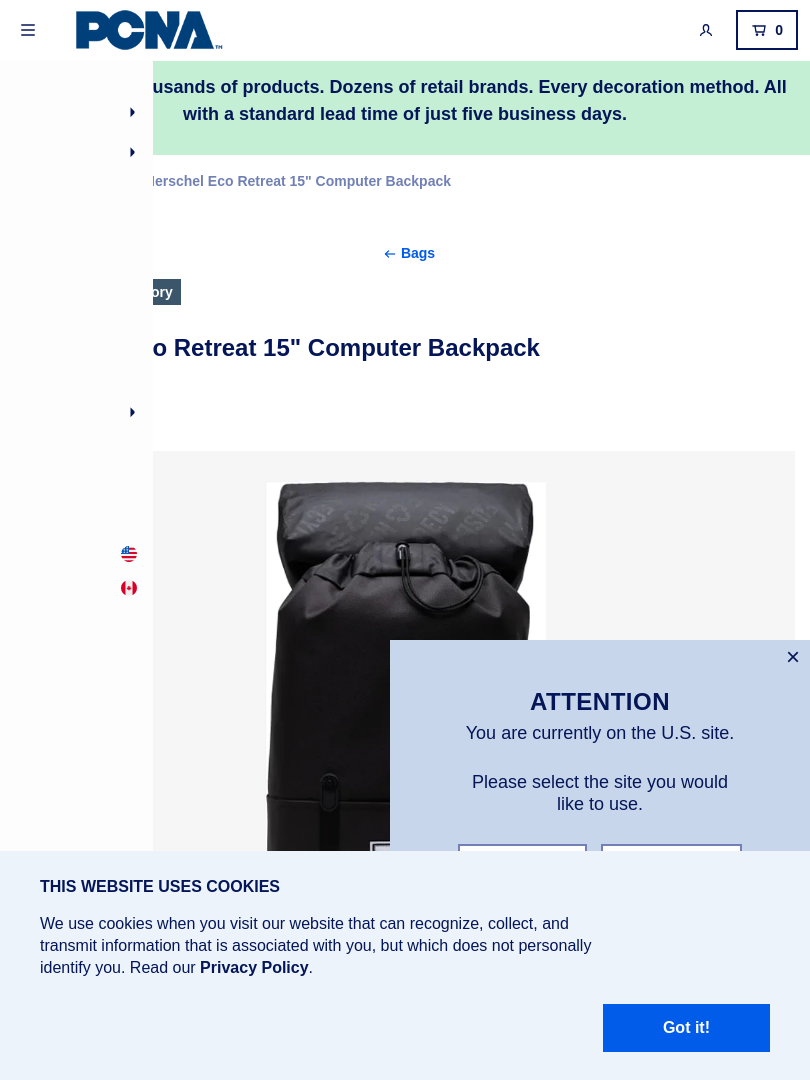 PCNA™
0
usands of products. Dozens of retail brands. Every decoration method. All
with a standard lead time of just five business days.
erschel Eco Retreat 15" Computer Backpack
← Bags
ory
o Retreat 15" Computer Backpack
ATTENTION
You are currently on the U.S. site.
Please select the site you would
like to use.
THIS WEBSITE USES COOKIES
We use cookies when you visit our website that can recognize, collect, and
transmit information that is associated with you, but which does not personally
identify you. Read our Privacy Policy.
Got it!